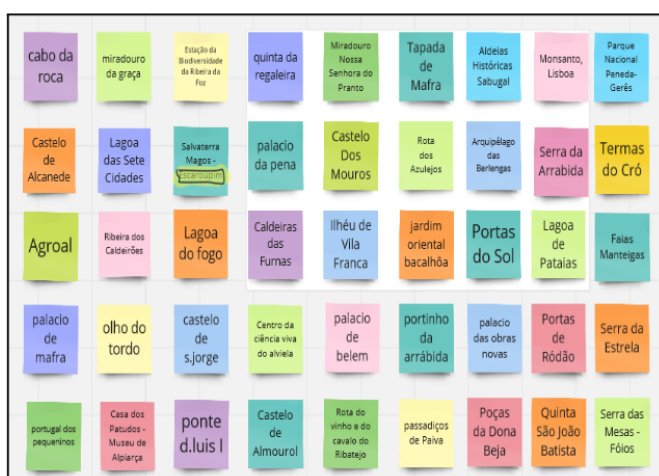 cabo da
roca
miradouro
da graça
Estação da
Biodiversidade
da Ribeira da
Foz
quinta da
regaleira
Miradouro
Nossa
Senhora do
Pranto
Tapada
de
Mafra
Aldeias
Históricas
Sabugal
Monsanto,
Lisboa
Parque
Nacional
Peneda-
Gerês
Castelo
de
Alcanede
Lagoa
das Sete
Cidades
Salvaterra
Magos -
Escaroupim
palacio
da pena
Castelo
Dos
Mouros
Rota
dos
Azulejos
Arquipélago
das
Berlengas
Serra da
Arrabida
Termas
do Cró
Agroal
Ribeira dos
Caldeirões
Lagoa
do fogo
Caldeiras
das
Furnas
Ilhéu de
Vila
Franca
jardim
oriental
bacalhôa
Portas
do Sol
Lagoa
de
Pataias
Faias
Manteigas
palacio
de
mafra
olho do
tordo
castelo
de
s.jorge
Centro da
ciência viva
do alviela
palacio
de
belem
portinho
da
arrábida
palacio
das obras
novas
Portas
de
Ródão
Serra da
Estrela
portugal dos
pequeninos
Casa dos
Patudos -
Museu de
Alpiarça
ponte
d.luis I
Castelo
de
Almourol
Rota do
vinho e do
cavalo do
Ribatejo
passadiços
de Paiva
Poças
da Dona
Beja
Quinta
São João
Batista
Serra das
Mesas -
Fóios